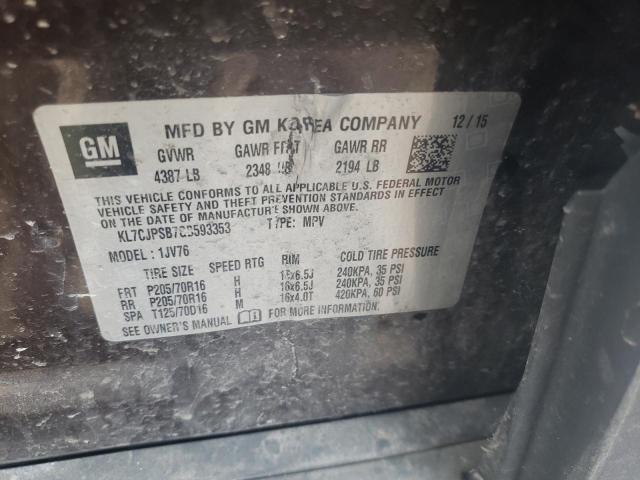 GM
MFD BY GM KOREA COMPANY 12/15
GVWR GAWR FRT GAWR RR
4387 LB 2348 LB 2194 LB
THIS VEHICLE CONFORMS TO ALL APPLICABLE U.S. FEDERAL MOTOR
VEHICLE SAFETY, BUMPER, AND THEFT PREVENTION STANDARDS IN EFFECT
ON THE DATE OF MANUFACTURE SHOWN ABOVE.
TYPE: MPV
MODEL: 1JV76
TIRE SIZE SPEED RTG RIM COLD TIRE PRESSURE
FRT P205/70R16 H 16x6.5J 240KPA, 35 PSI
RR P205/70R16 H 16x6.5J 240KPA, 35 PSI
SPA T125/70D16 M 16x4.0T 420KPA, 60 PSI
SEE OWNER'S MANUAL FOR MORE INFORMATION.